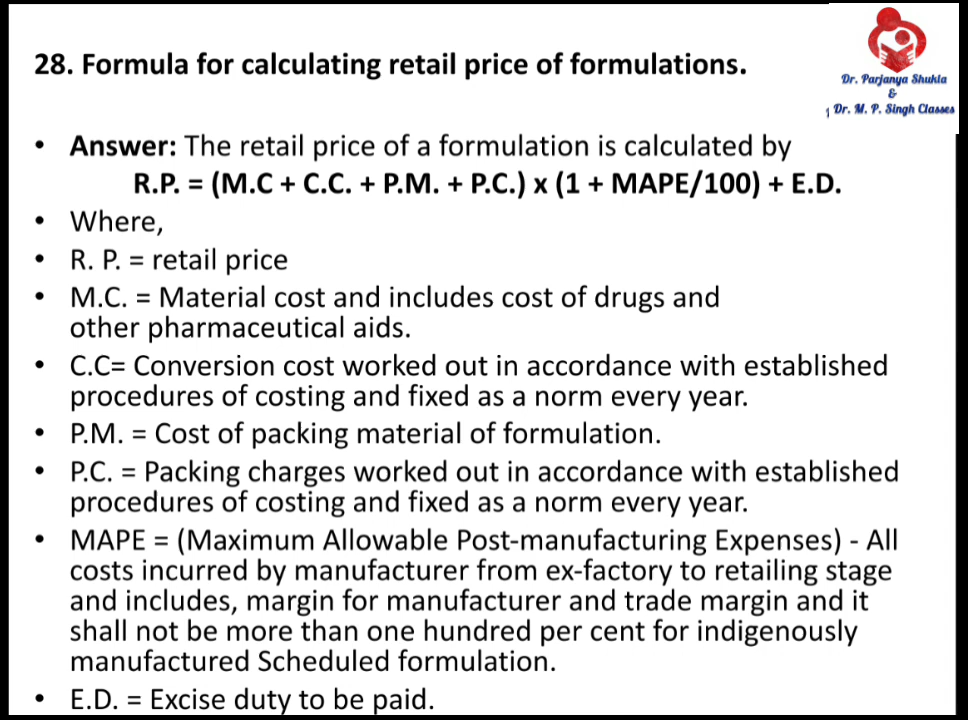 28. Formula for calculating retail price of formulations.
Dr. Parjanya Shukla
&
Dr. M. P. Singh Classes
• Answer: The retail price of a formulation is calculated by
R.P. = (M.C + C.C. + P.M. + P.C.) x (1 + MAPE/100) + E.D.
• Where,
• R. P. = retail price
• M.C. = Material cost and includes cost of drugs and
other pharmaceutical aids.
• C.C= Conversion cost worked out in accordance with established
procedures of costing and fixed as a norm every year.
• P.M. = Cost of packing material of formulation.
• P.C. = Packing charges worked out in accordance with established
procedures of costing and fixed as a norm every year.
• MAPE = (Maximum Allowable Post-manufacturing Expenses) - All
costs incurred by manufacturer from ex-factory to retailing stage
and includes, margin for manufacturer and trade margin and it
shall not be more than one hundred per cent for indigenously
manufactured Scheduled formulation.
• E.D. = Excise duty to be paid.